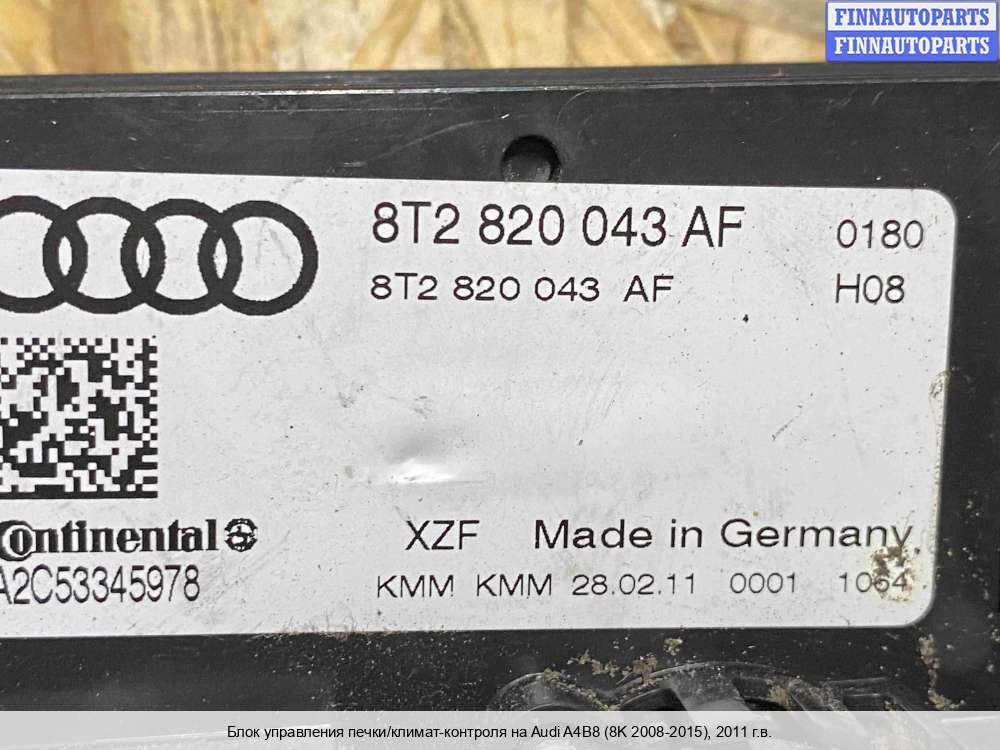 FINNAUTOPARTS
FINNAUTOPARTS
8T2 820 043 AF 0180
8T2 820 043 AF H08
Continental
XZF Made in Germany
A2C53345978
KMM KMM 28.02.11 0001 1064
Блок управления печки/климат-контроля на Audi A4B8 (8K 2008-2015), 2011 г.в.